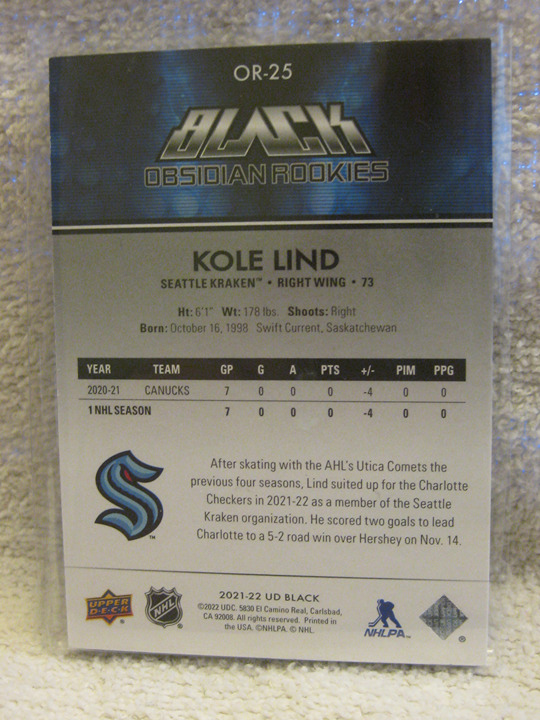 OR-25
BLACK
OBSIDIAN ROOKIES
KOLE LIND
SEATTLE KRAKEN™ • RIGHT WING • 73
Ht: 6'1" Wt: 178 lbs. Shoots: Right
Born: October 16, 1998 Swift Current, Saskatchewan
YEAR TEAM GP G A PTS +/- PIM PPG
2020-21 CANUCKS 7 0 0 0 -4 0 0
1 NHL SEASON 7 0 0 0 -4 0 0
After skating with the AHL's Utica Comets the
previous four seasons, Lind suited up for the Charlotte
Checkers in 2021-22 as a member of the Seattle
Kraken organization. He scored two goals to lead
Charlotte to a 5-2 road win over Hershey on Nov. 14.
™
UPPER
D·E·C·K
®
NHL
®
2021-22 UD BLACK
©2022 UDC. 5830 El Camino Real, Carlsbad,
CA 92008. All rights reserved. Printed in
the USA. ©NHLPA. © NHL.
NHLPA™
®